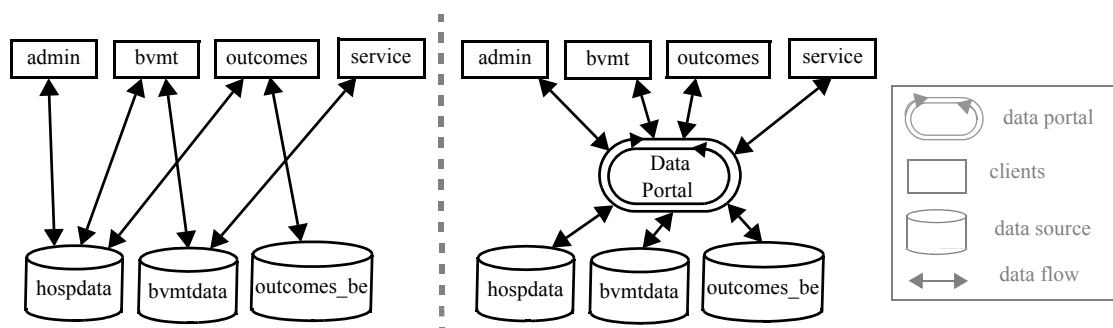 admin
bvmt
outcomes
service
hospdata
bvmtdata
outcomes_be
admin
bvmt
outcomes
service
Data
Portal
hospdata
bvmtdata
outcomes_be
data portal
clients
data source
data flow